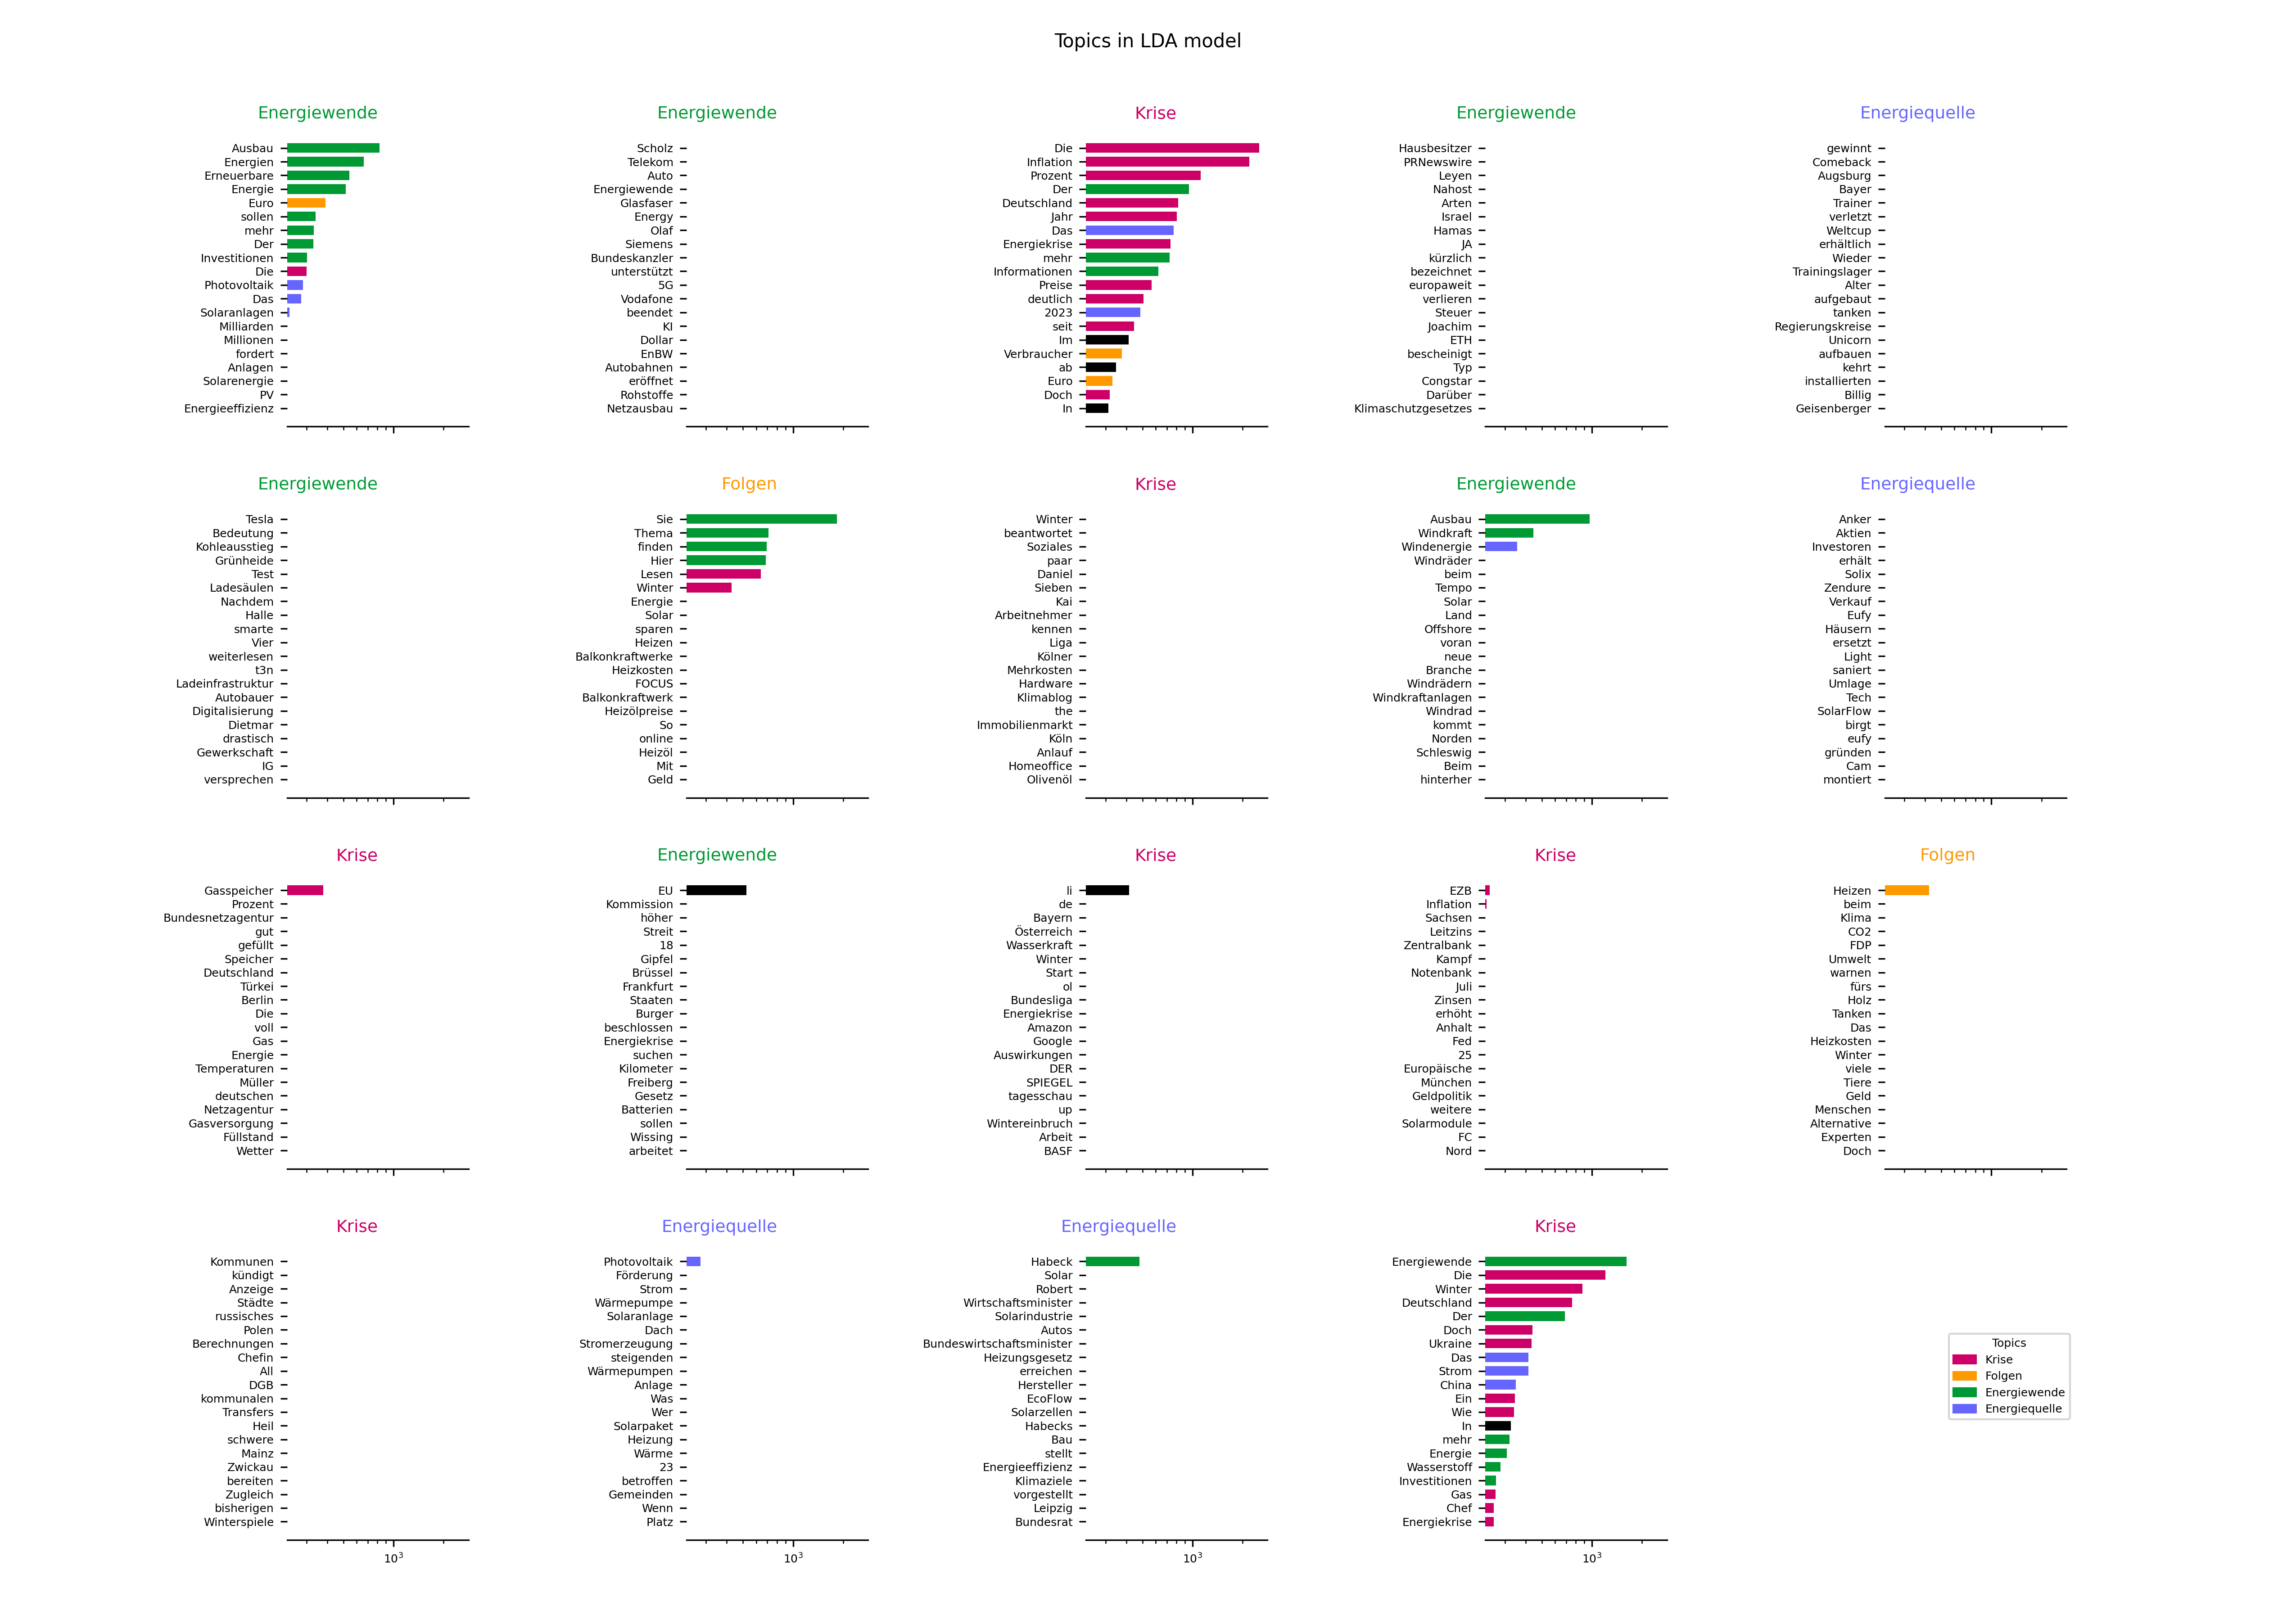 Topics in LDA model
Energiewende
Ausbau
Energien
Erneuerbare
Energie
Euro
sollen
mehr
Der
Investitionen
Die
Photovoltaik
Das
Solaranlagen
Milliarden
Millionen
fordert
Anlagen
Solarenergie
PV
Energieeffizienz
Energiewende
Scholz
Telekom
Auto
Energiewende
Glasfaser
Energy
Olaf
Siemens
Bundeskanzler
unterstützt
5G
Vodafone
beendet
KI
Dollar
EnBW
Autobahnen
eröffnet
Rohstoffe
Netzausbau
Krise
Die
Inflation
Prozent
Der
Deutschland
Jahr
Das
Energiekrise
mehr
Informationen
Preise
deutlich
2023
seit
Im
Verbraucher
ab
Euro
Doch
In
Energiewende
Hausbesitzer
PRNewswire
Leyen
Nahost
Arten
Israel
Hamas
JA
kürzlich
bezeichnet
europaweit
verlieren
Steuer
Joachim
ETH
bescheinigt
Typ
Congstar
Darüber
Klimaschutzgesetzes
Energiequelle
gewinnt
Comeback
Augsburg
Bayer
Trainer
verletzt
Weltcup
erhältlich
Wieder
Trainingslager
Alter
aufgebaut
tanken
Regierungskreise
Unicorn
aufbauen
kehrt
installierten
Billig
Geisenberger
Energiewende
Tesla
Bedeutung
Kohleausstieg
Grünheide
Test
Ladesäulen
Nachdem
Halle
smarte
Vier
weiterlesen
t3n
Ladeinfrastruktur
Autobauer
Digitalisierung
Dietmar
drastisch
Gewerkschaft
IG
versprechen
Folgen
Sie
Thema
finden
Hier
Lesen
Winter
Energie
Solar
sparen
Heizen
Balkonkraftwerke
Heizkosten
FOCUS
Balkonkraftwerk
Heizölpreise
So
online
Heizöl
Mit
Geld
Krise
Winter
beantwortet
Soziales
paar
Daniel
Sieben
Kai
Arbeitnehmer
kennen
Liga
Kölner
Mehrkosten
Hardware
Klimablog
the
Immobilienmarkt
Köln
Anlauf
Homeoffice
Olivenöl
Energiewende
Ausbau
Windkraft
Windenergie
Windräder
beim
Tempo
Solar
Land
Offshore
voran
neue
Branche
Windrädern
Windkraftanlagen
Windrad
kommt
Norden
Schleswig
Beim
hinterher
Energiequelle
Anker
Aktien
Investoren
erhält
Solix
Zendure
Verkauf
Eufy
Häusern
ersetzt
Light
saniert
Umlage
Tech
SolarFlow
birgt
eufy
gründen
Cam
montiert
Krise
Gasspeicher
Prozent
Bundesnetzagentur
gut
gefüllt
Speicher
Deutschland
Türkei
Berlin
Die
voll
Gas
Energie
Temperaturen
Müller
deutschen
Netzagentur
Gasversorgung
Füllstand
Wetter
Energiewende
EU
Kommission
höher
Streit
18
Gipfel
Brüssel
Frankfurt
Staaten
Burger
beschlossen
Energiekrise
suchen
Kilometer
Freiberg
Gesetz
Batterien
sollen
Wissing
arbeitet
Krise
li
de
Bayern
Österreich
Wasserkraft
Winter
Start
ol
Bundesliga
Energiekrise
Amazon
Google
Auswirkungen
DER
SPIEGEL
tagesschau
up
Wintereinbruch
Arbeit
BASF
Krise
EZB
Inflation
Sachsen
Leitzins
Zentralbank
Kampf
Notenbank
Juli
Zinsen
erhöht
Anhalt
Fed
25
Europäische
München
Geldpolitik
weitere
Solarmodule
FC
Nord
Folgen
Heizen
beim
Klima
CO2
FDP
Umwelt
warnen
fürs
Holz
Tanken
Das
Heizkosten
Winter
viele
Tiere
Geld
Menschen
Alternative
Experten
Doch
Krise
Kommunen
kündigt
Anzeige
Städte
russisches
Polen
Berechnungen
Chefin
All
DGB
kommunalen
Transfers
Heil
schwere
Mainz
Zwickau
bereiten
Zugleich
bisherigen
Winterspiele
10³
Energiequelle
Photovoltaik
Förderung
Strom
Wärmepumpe
Solaranlage
Dach
Stromerzeugung
steigenden
Wärmepumpen
Anlage
Was
Wer
Solarpaket
Heizung
Wärme
23
betroffen
Gemeinden
Wenn
Platz
10³
Energiequelle
Habeck
Solar
Robert
Wirtschaftsminister
Solarindustrie
Autos
Bundeswirtschaftsminister
Heizungsgesetz
erreichen
Hersteller
EcoFlow
Solarzellen
Habecks
Bau
stellt
Energieeffizienz
Klimaziele
vorgestellt
Leipzig
Bundesrat
10³
Krise
Energiewende
Die
Winter
Deutschland
Der
Doch
Ukraine
Das
Strom
China
Ein
Wie
In
mehr
Energie
Wasserstoff
Investitionen
Gas
Chef
Energiekrise
10³
Topics
Krise
Folgen
Energiewende
Energiequelle